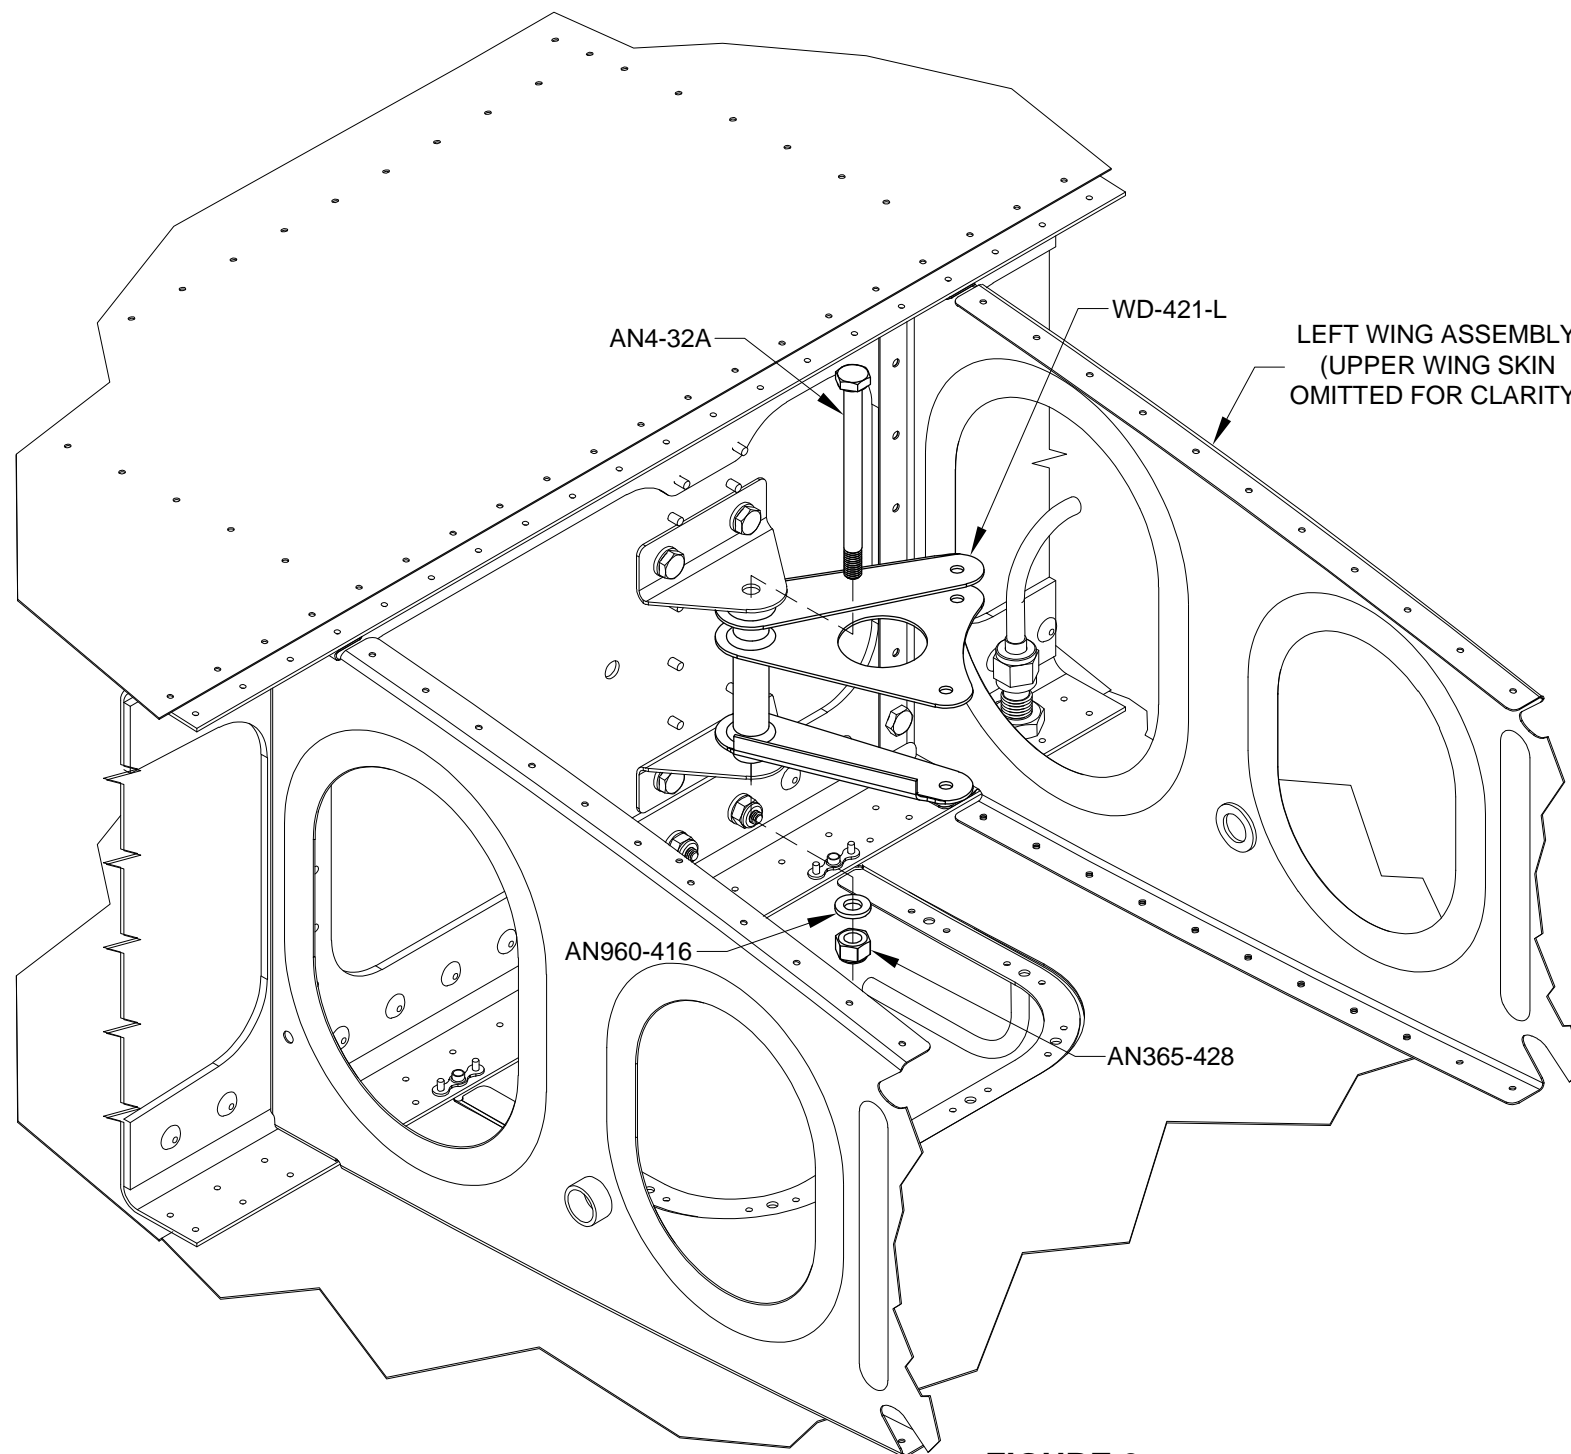 AN4-32A
WD-421-L
LEFT WING ASSEMBLY
(UPPER WING SKIN
OMITTED FOR CLARITY
AN960-416
AN365-428